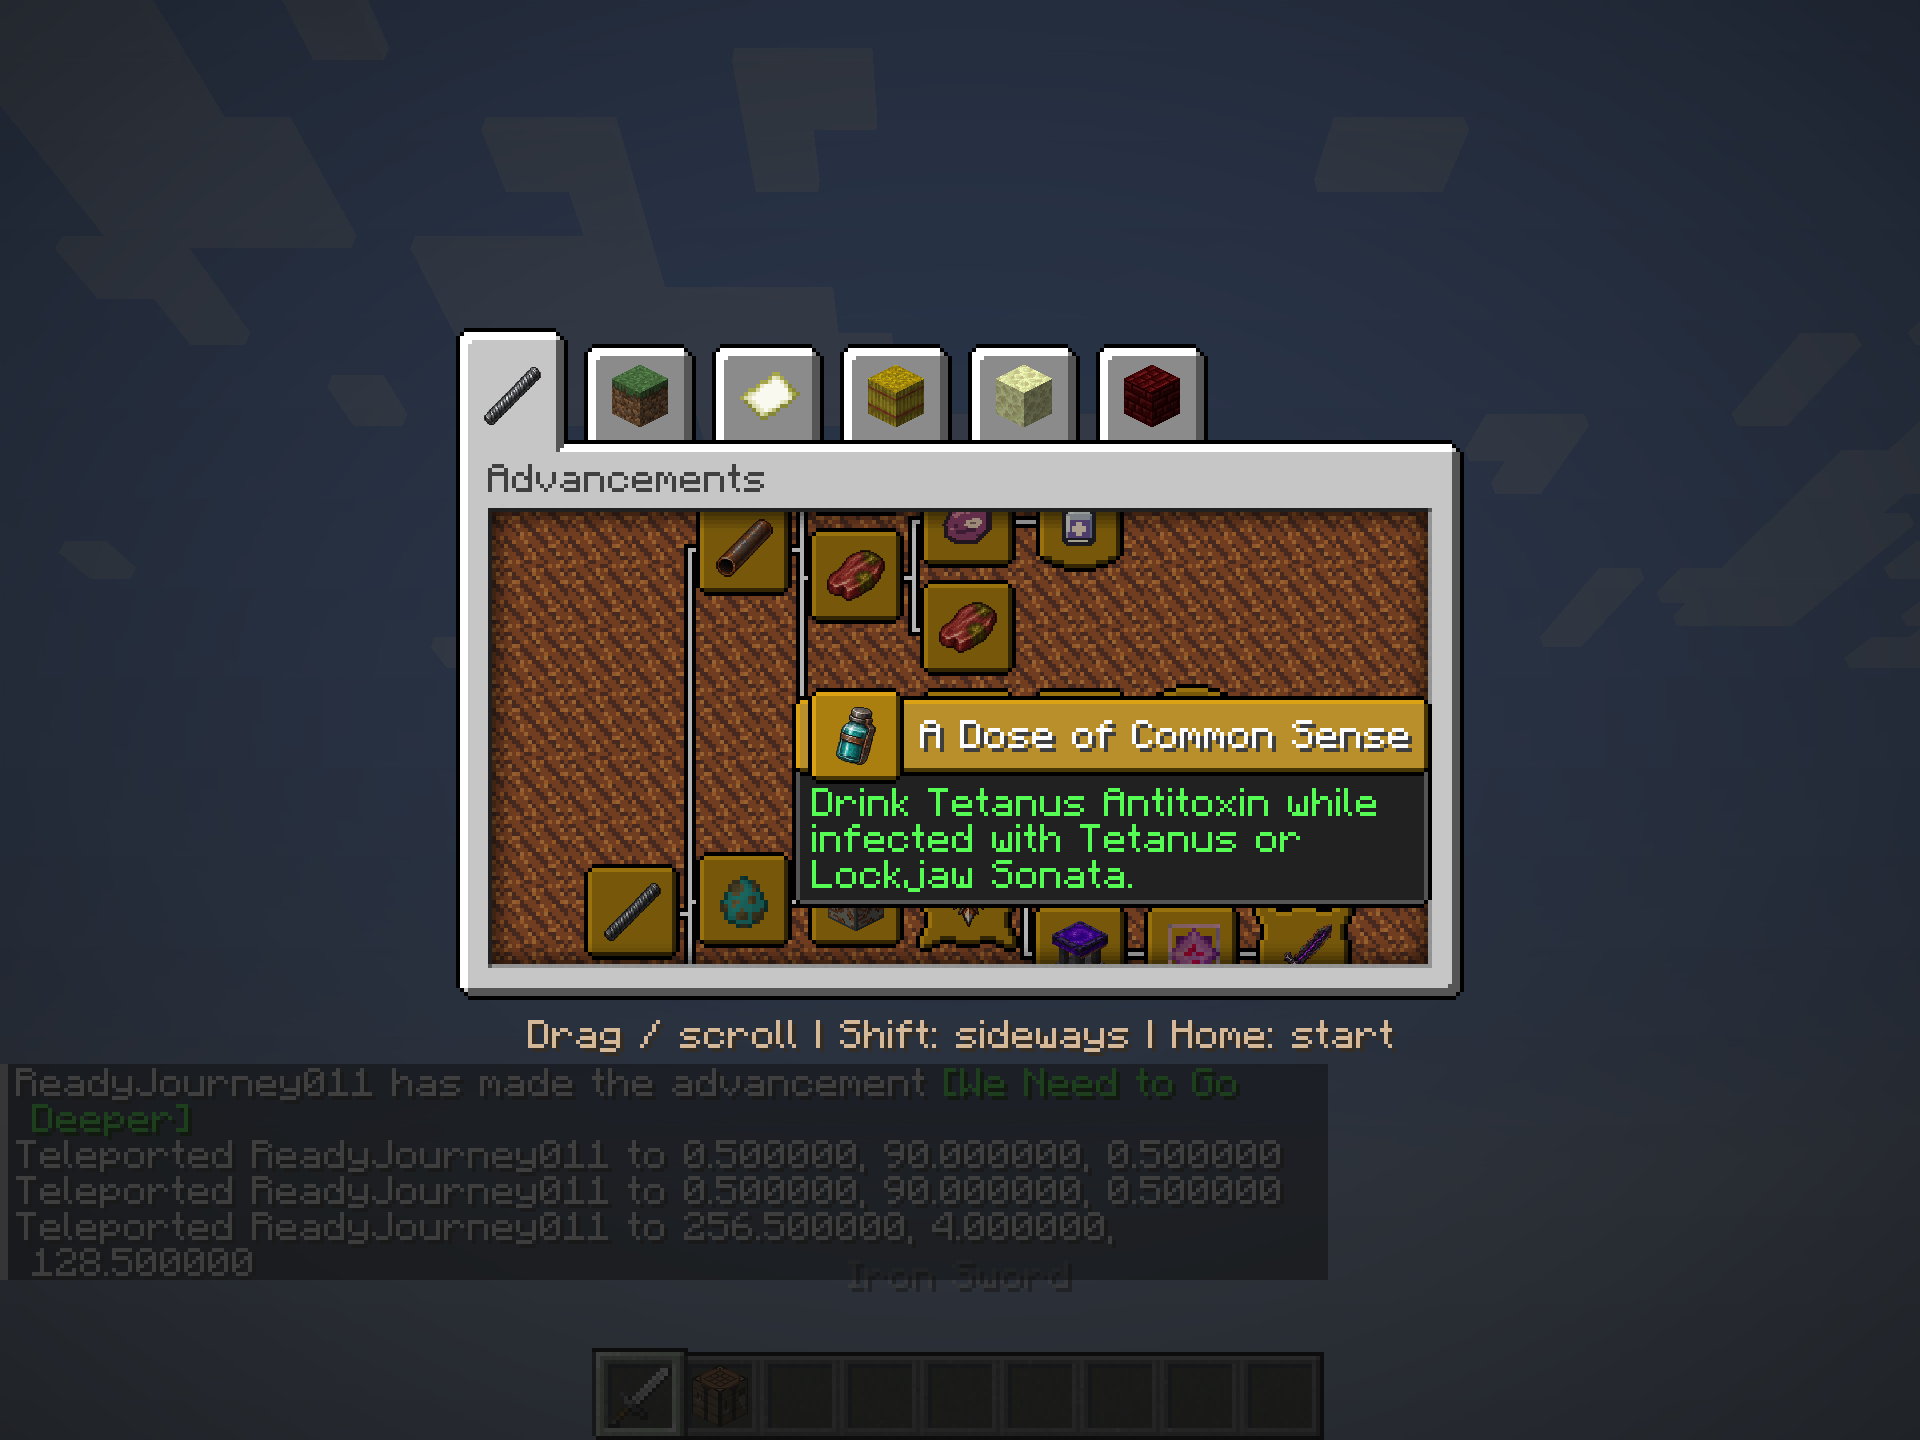 Advancements
A Dose of Common Sense
Drink Tetanus Antitoxin while
infected with Tetanus or
Lockjaw Sonata.
Drag / scroll | Shift: sideways | Home: start
ReadyJourney011 has made the advancement [We Need to Go
Deeper]
Teleported ReadyJourney011 to 0.500000, 90.000000, 0.500000
Teleported ReadyJourney011 to 0.500000, 90.000000, 0.500000
Teleported ReadyJourney011 to 256.500000, 4.000000,
128.500000
Iron Sword